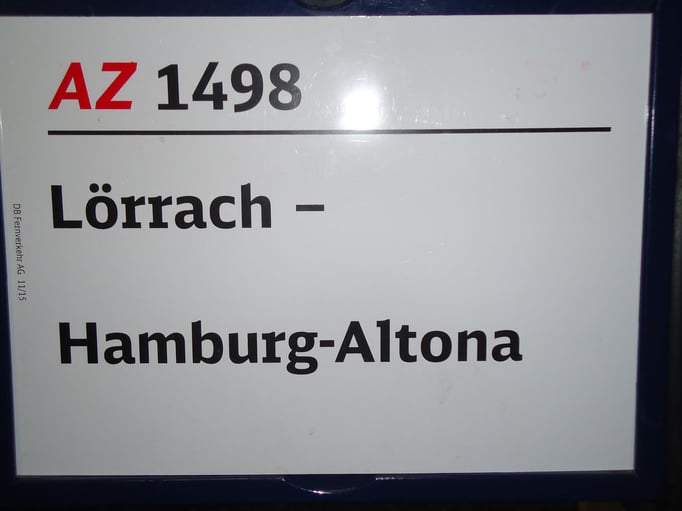 AZ 1498
Lörrach –
Hamburg-Altona
DB Fernverkehr AG 11/15